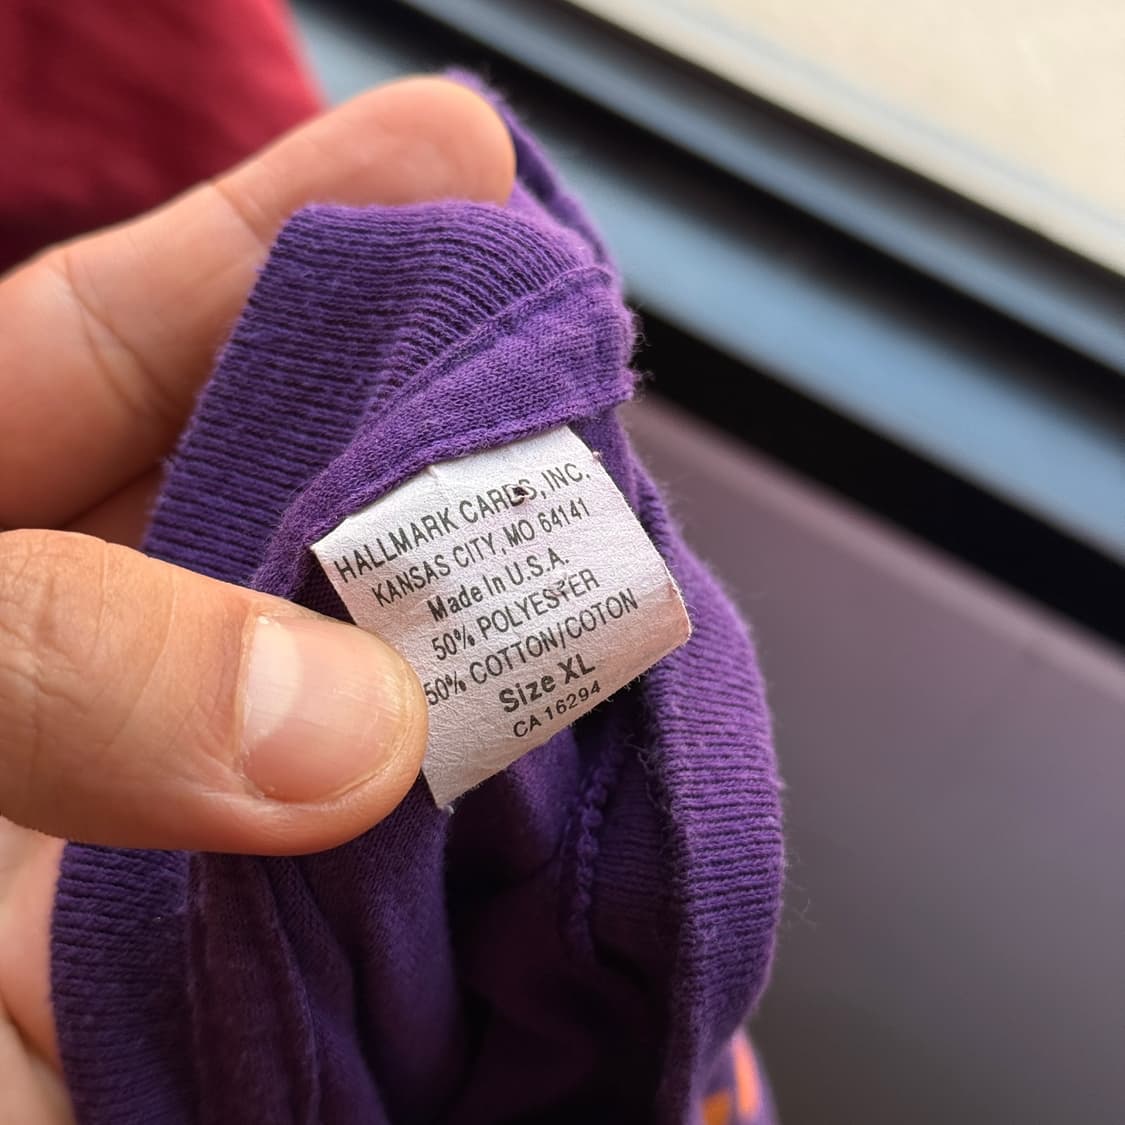 HALLMARK CARDS, INC.
KANSAS CITY, MO 64141
Made In U.S.A.
50% POLYESTER
50% COTTON/COTON
Size XL
CA 16294